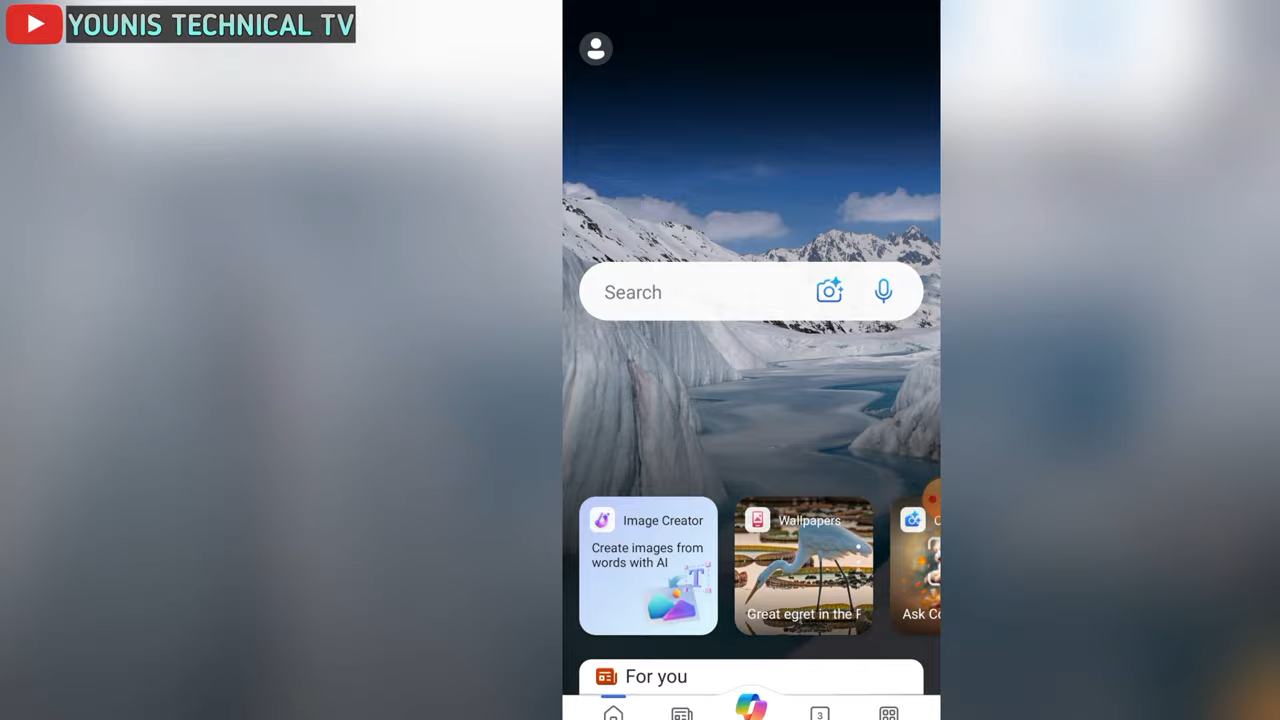 YOUNIS TECHNICAL TV
Search
Image Creator
Create images from
words with AI
Wallpapers
Great egret in the
Ask
For you
3